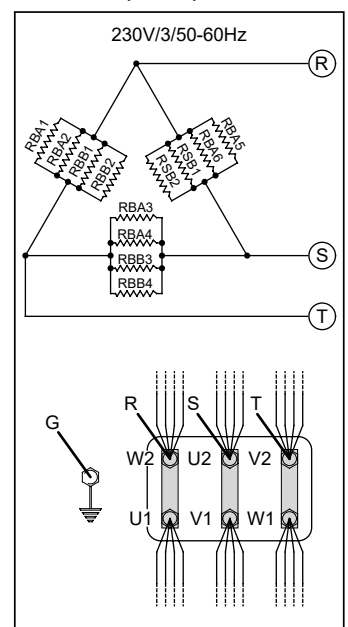 230V/3/50-60Hz
R
RBA1
RBA2
RBB1
RBB2
RBA5
RBA6
RSB1
RSB2
RBA3
RBA4
RBB3
RBB4
S
T
R S T
G
W2 U2 V2
U1 V1 W1